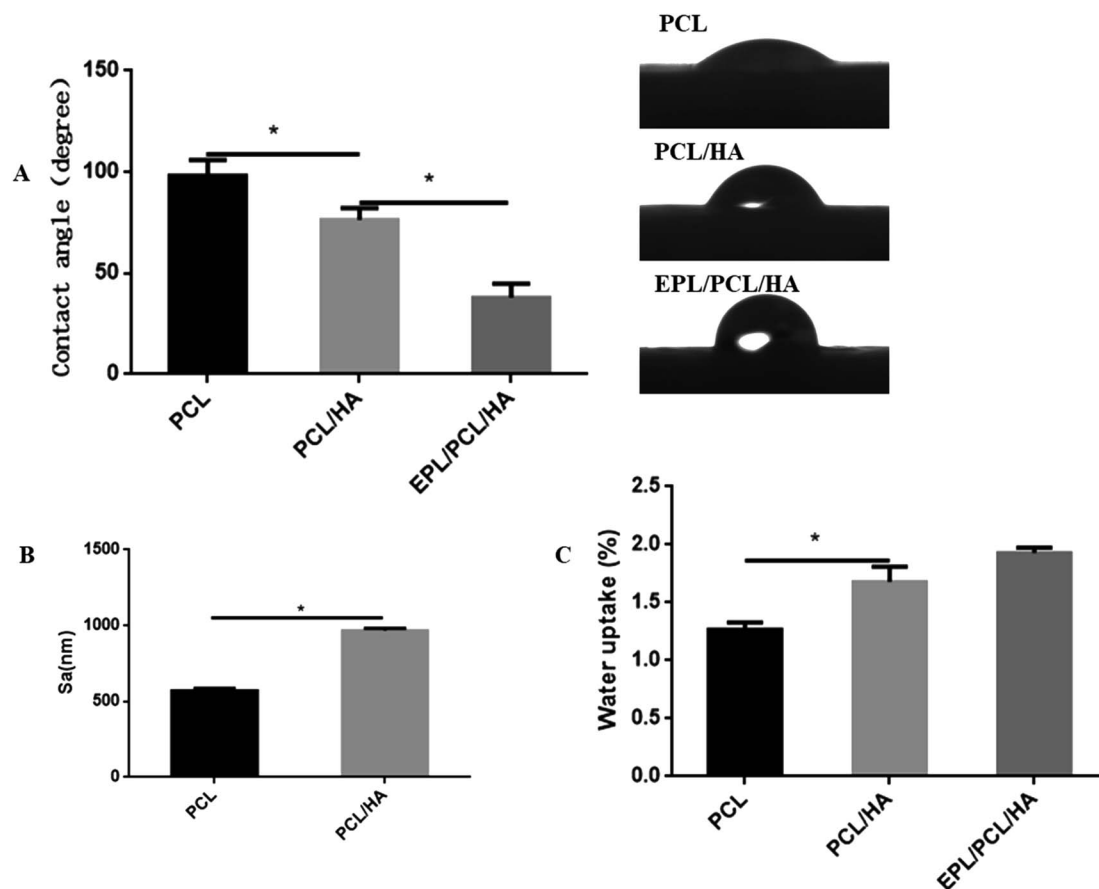 A
Contact angle (degree)
150
100
50
0
*
*
PCL
PCL/HA
EPL/PCL/HA
PCL
PCL/HA
EPL/PCL/HA
B
Sa(nm)
1500
1000
500
0
*
PCL
PCL/HA
C
Water uptake (%)
2.5
2.0
1.5
1.0
0.5
0.0
*
PCL
PCL/HA
EPL/PCL/HA